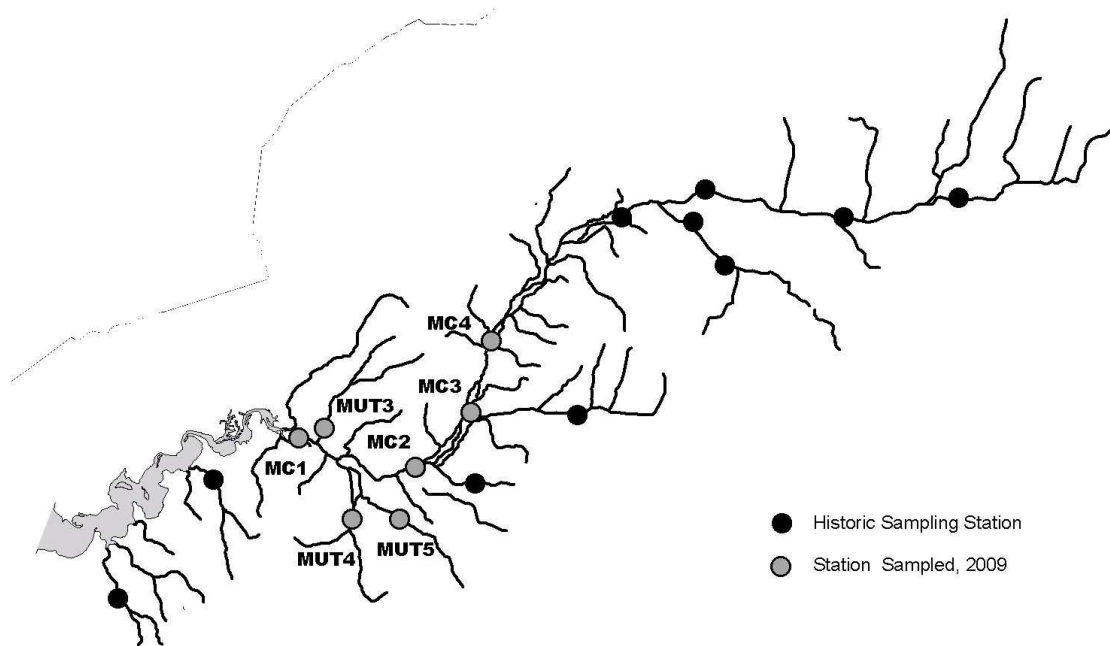 MC4
MC3
MUT3
MC2
MC1
MUT4
MUT5
Historic Sampling Station
Station Sampled, 2009